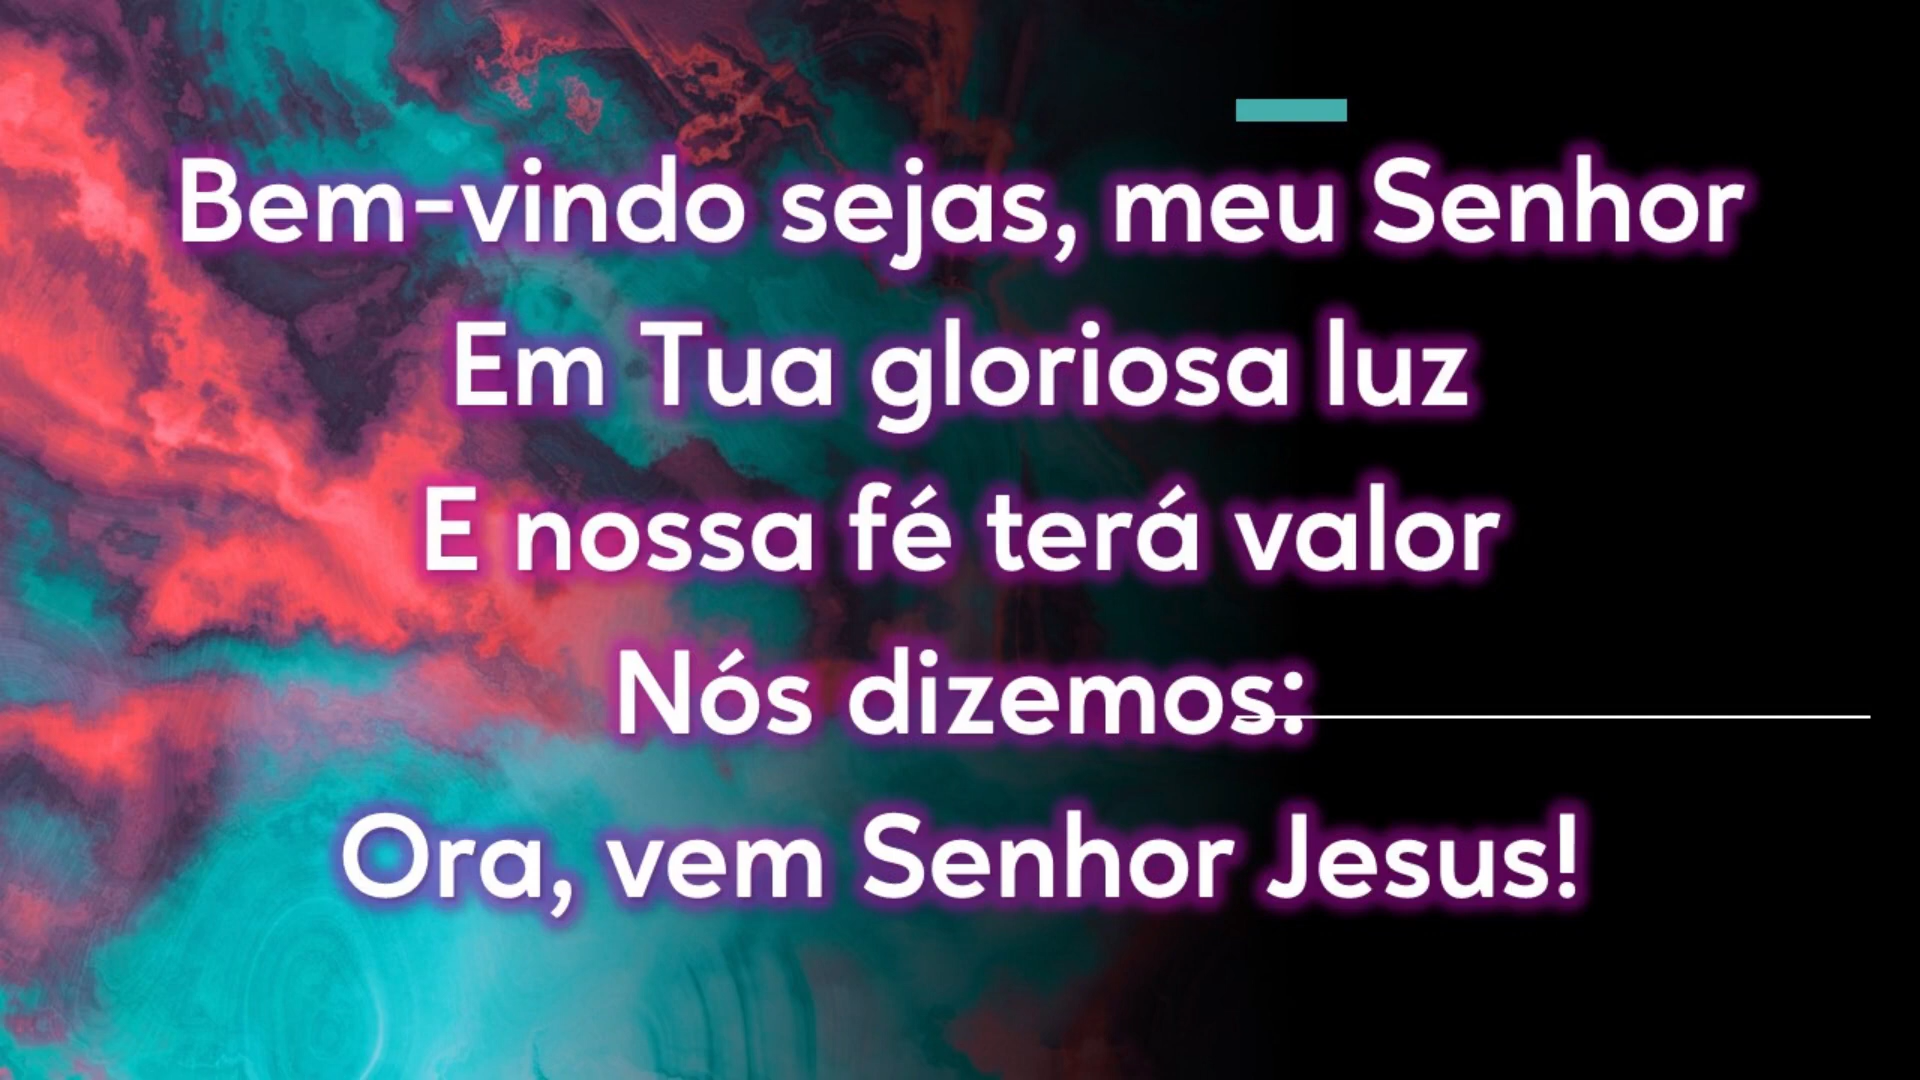 Bem-vindo sejas, meu Senhor
Em Tua gloriosa luz
E nossa fé terá valor
Nós dizemos:
Ora, vem Senhor Jesus!